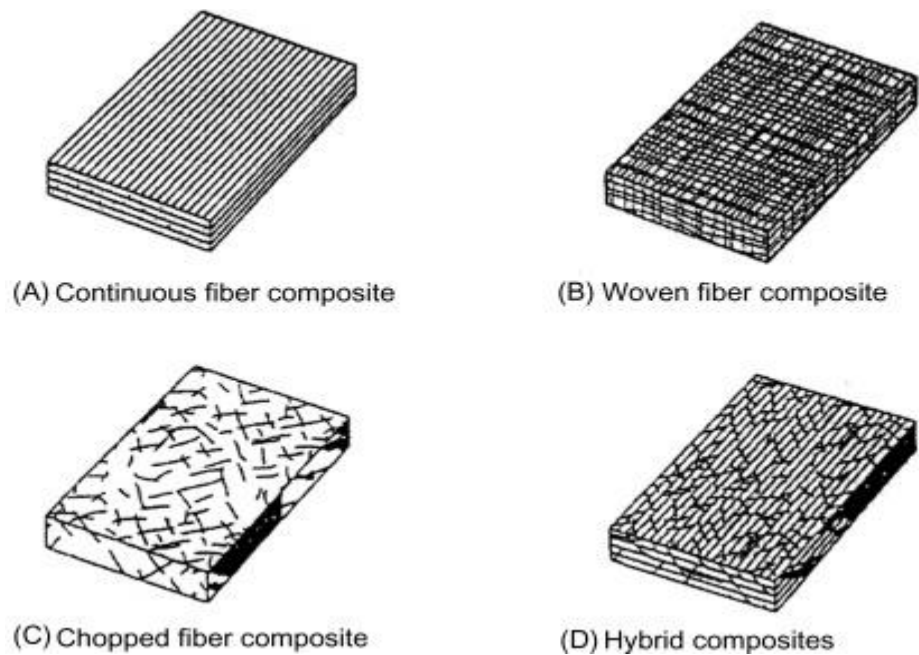 (A) Continuous fiber composite
(B) Woven fiber composite
(C) Chopped fiber composite
(D) Hybrid composites